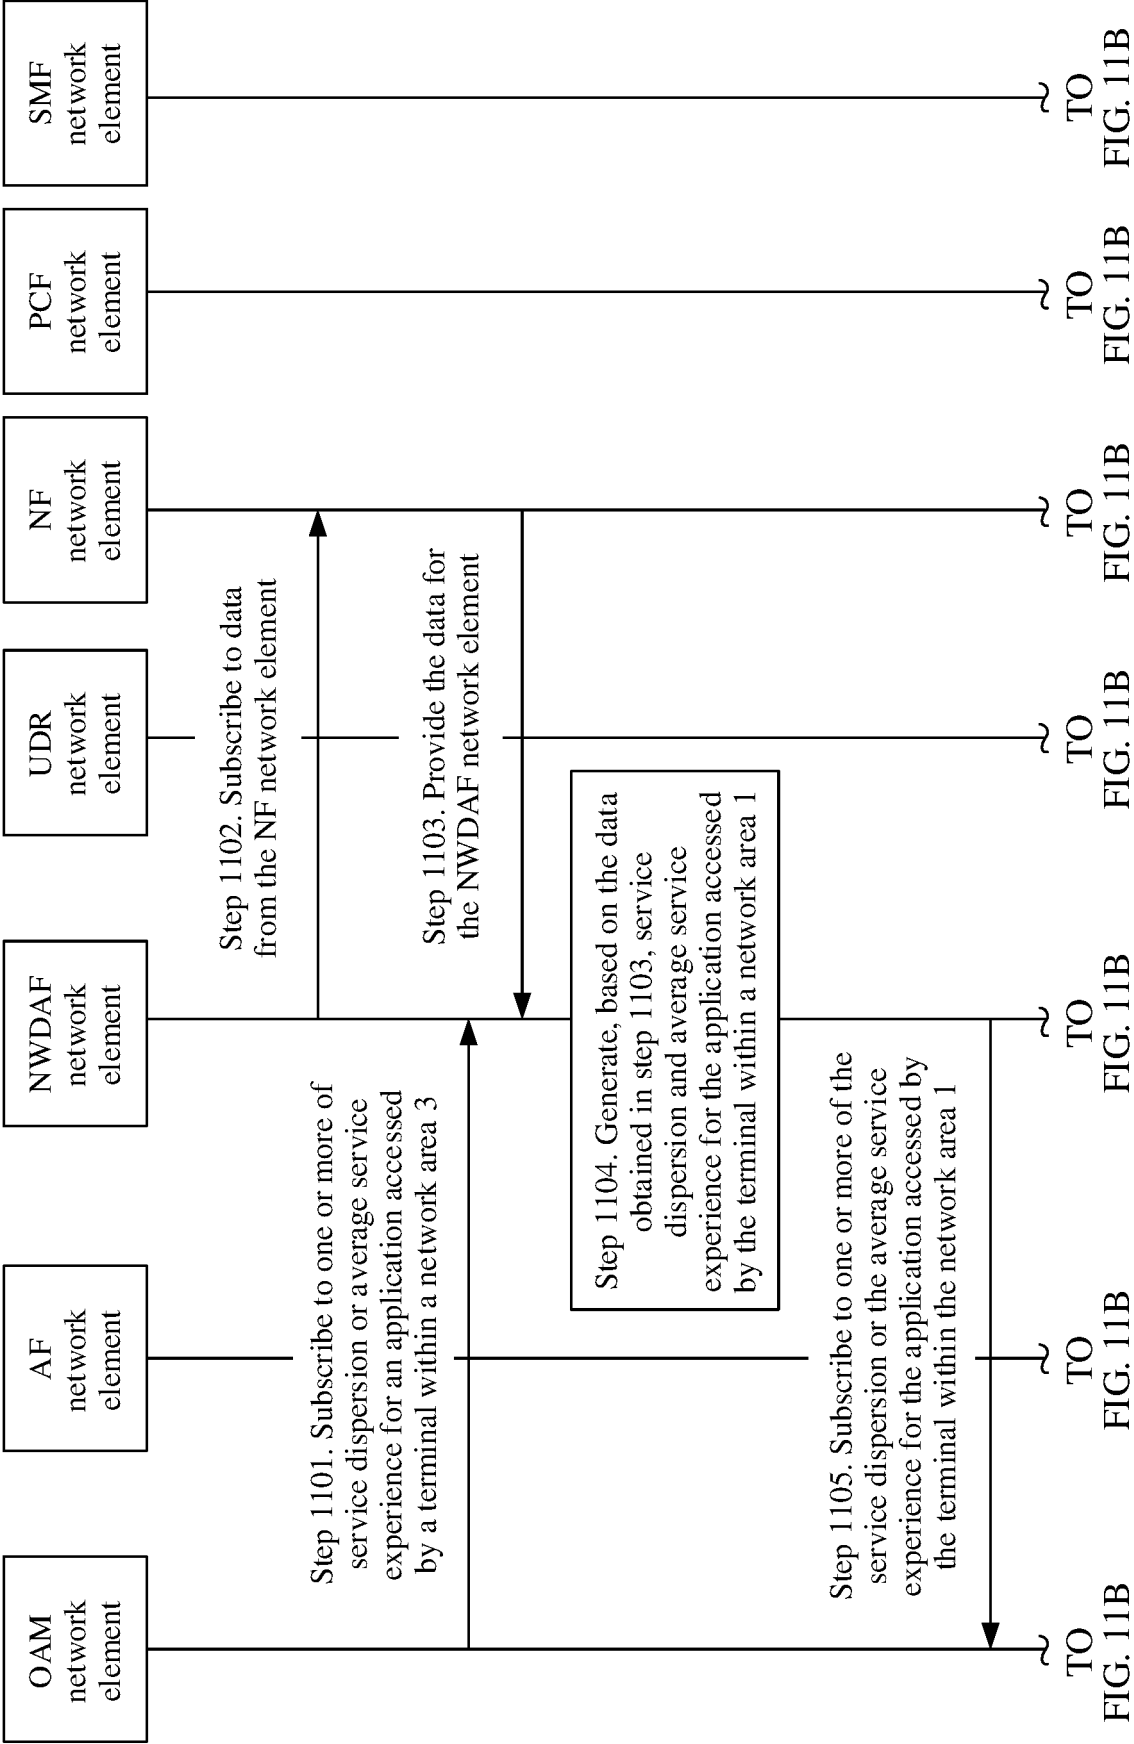 OAM
network
element
AF
network
element
NWDAF
network
element
UDR
network
element
NF
network
element
PCF
network
element
SMF
network
element
Step 1101. Subscribe to one or more of
service dispersion or average service
experience for an application accessed
by a terminal within a network area 3
Step 1102. Subscribe to data
from the NF network element
Step 1103. Provide the data for
the NWDAF network element
Step 1104. Generate, based on the data
obtained in step 1103, service
dispersion and average service
experience for the application accessed
by the terminal within a network area 1
Step 1105. Subscribe to one or more of the
service dispersion or the average service
experience for the application accessed by
the terminal within the network area 1
TO
FIG. 11B
TO
FIG. 11B
TO
FIG. 11B
TO
FIG. 11B
TO
FIG. 11B
TO
FIG. 11B
TO
FIG. 11B